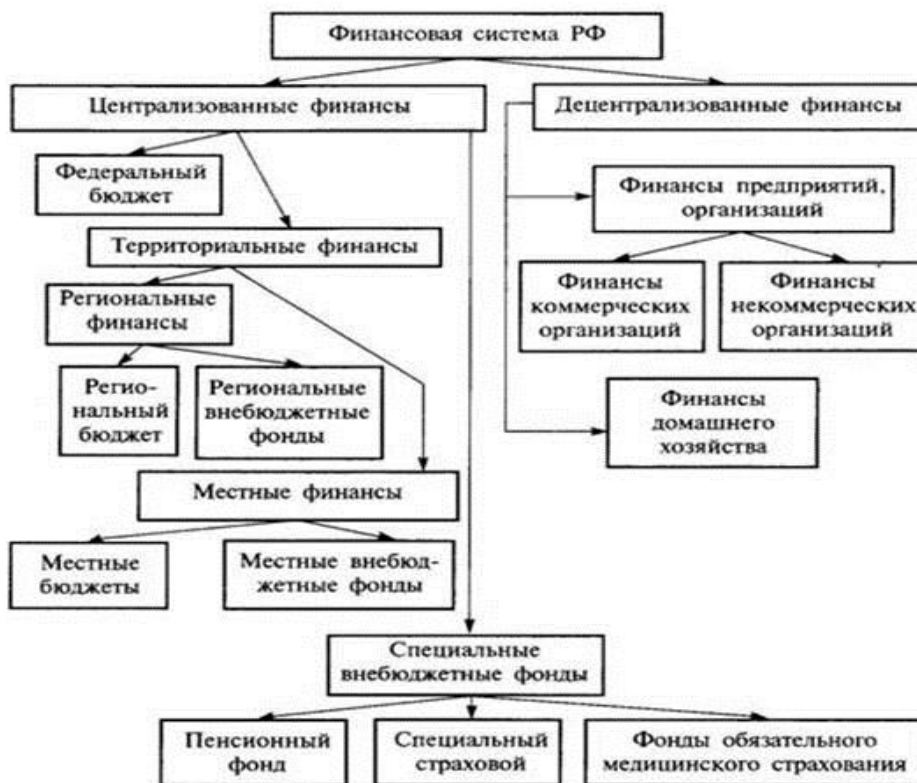 Финансовая система РФ
Централизованные финансы
Децентрализованные финансы
Федеральный
бюджет
Финансы предприятий,
организаций
Территориальные финансы
Финансы
коммерческих
организаций
Финансы
некоммерческих
организаций
Региональные
финансы
Регио-
нальный
бюджет
Региональные
внебюджетные
фонды
Финансы
домашнего
хозяйства
Местные финансы
Местные
бюджеты
Местные внебюд-
жетные фонды
Специальные
внебюджетные фонды
Пенсионный
фонд
Специальный
страховой
Фонды обязательного
медицинского страхования